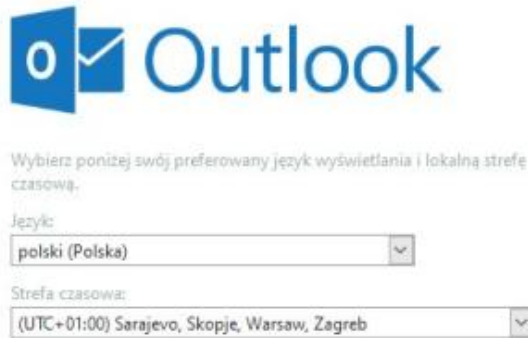 Outlook
Wybierz poniżej swój preferowany język wyświetlania i lokalną strefę
czasową.
Język:
polski (Polska)
Strefa czasowa:
(UTC+01:00) Sarajevo, Skopje, Warsaw, Zagreb